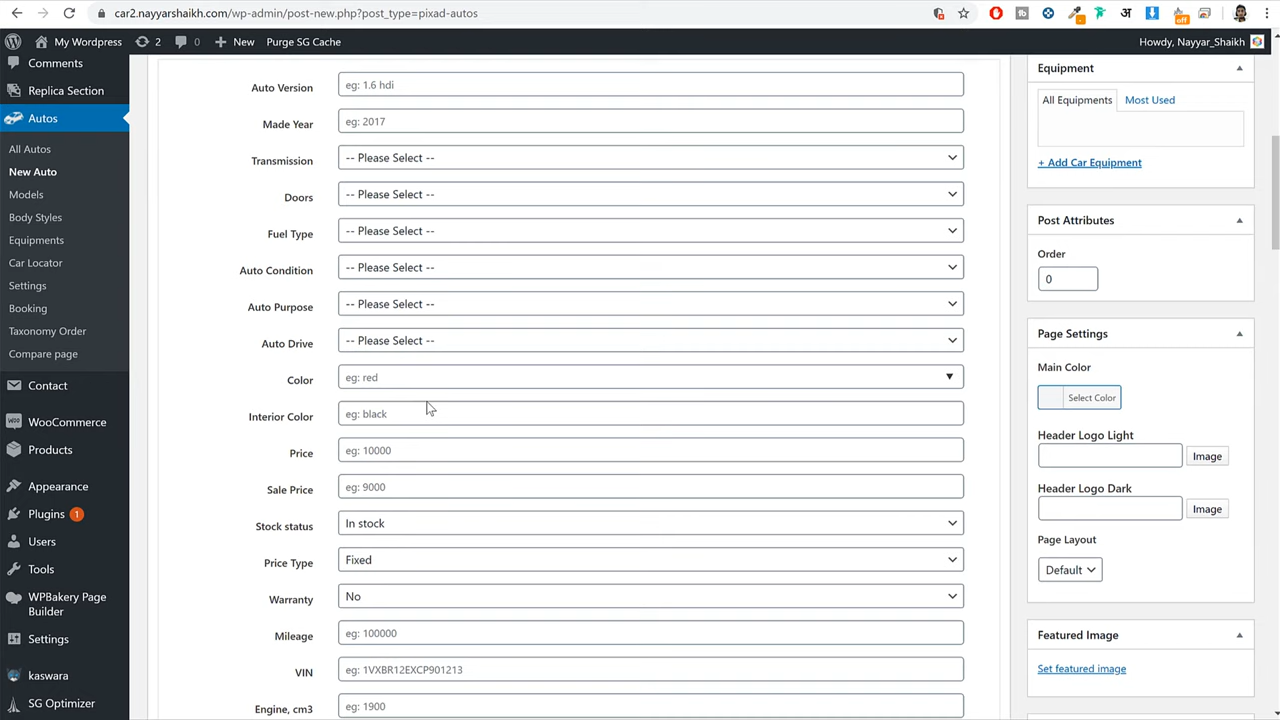 car2.nayyarshaikh.com/wp-admin/post-new.php?post_type=pixad-autos
off
My Wordpress
2
0
New
Purge SG Cache
Howdy, Nayyar_Shaikh
Comments
Replica Section
Autos
All Autos
New Auto
Models
Body Styles
Equipments
Car Locator
Settings
Booking
Taxonomy Order
Compare page
Contact
WooCommerce
Products
Appearance
Plugins 1
Users
Tools
WPBakery Page
Builder
Settings
kaswara
SG Optimizer
Auto Version
eg: 1.6 hdi
Made Year
eg: 2017
Transmission
-- Please Select --
Doors
-- Please Select --
Fuel Type
-- Please Select --
Auto Condition
-- Please Select --
Auto Purpose
-- Please Select --
Auto Drive
-- Please Select --
Color
eg: red
Interior Color
eg: black
Price
eg: 10000
Sale Price
eg: 9000
Stock status
In stock
Price Type
Fixed
Warranty
No
Mileage
eg: 100000
VIN
eg: 1VXBR12EXCP901213
Engine, cm3
eg: 1900
Equipment
All Equipments
Most Used
+ Add Car Equipment
Post Attributes
Order
0
Page Settings
Main Color
Select Color
Header Logo Light
Image
Header Logo Dark
Image
Page Layout
Default
Featured Image
Set featured image